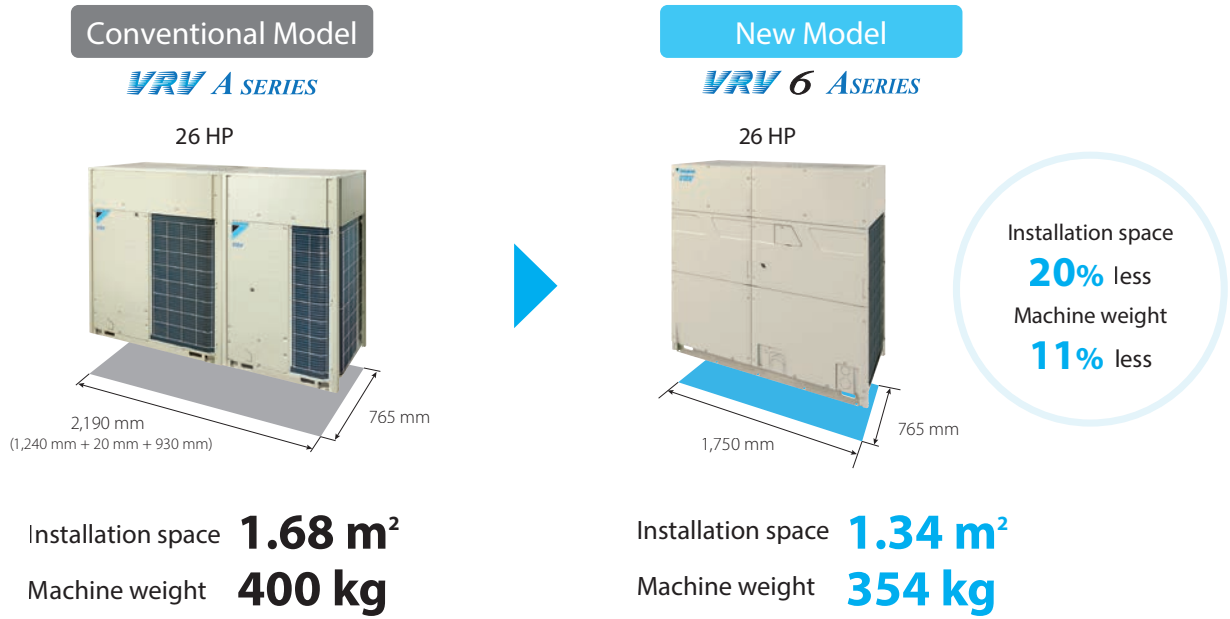 Conventional Model
VRV A SERIES
26 HP
2,190 mm
(1,240 mm + 20 mm + 930 mm)
765 mm
Installation space 1.68 m²
Machine weight 400 kg
New Model
VRV 6 A SERIES
26 HP
VRV
1,750 mm
765 mm
Installation space 1.34 m²
Machine weight 354 kg
Installation space
20% less
Machine weight
11% less